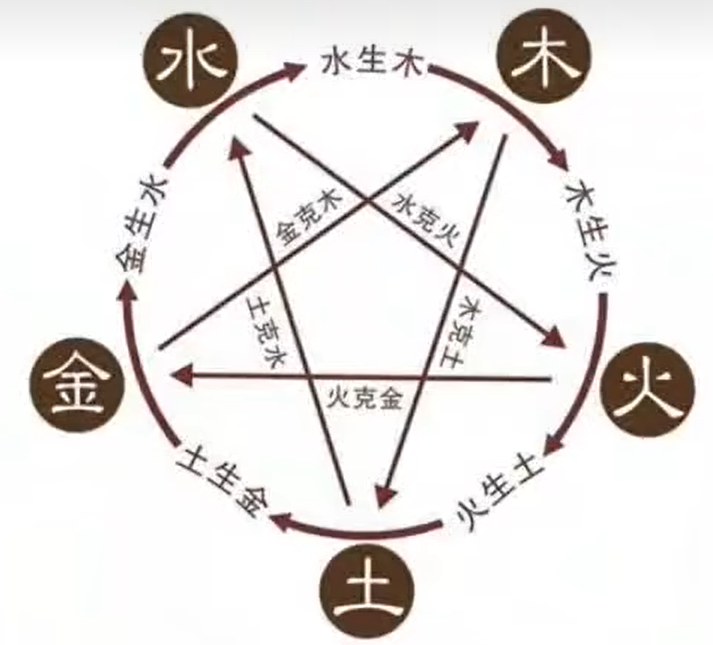 水
水生木
木
金生水
木生火
金克木
水克火
土克水
木克土
金
火克金
火
土生金
火生土
土